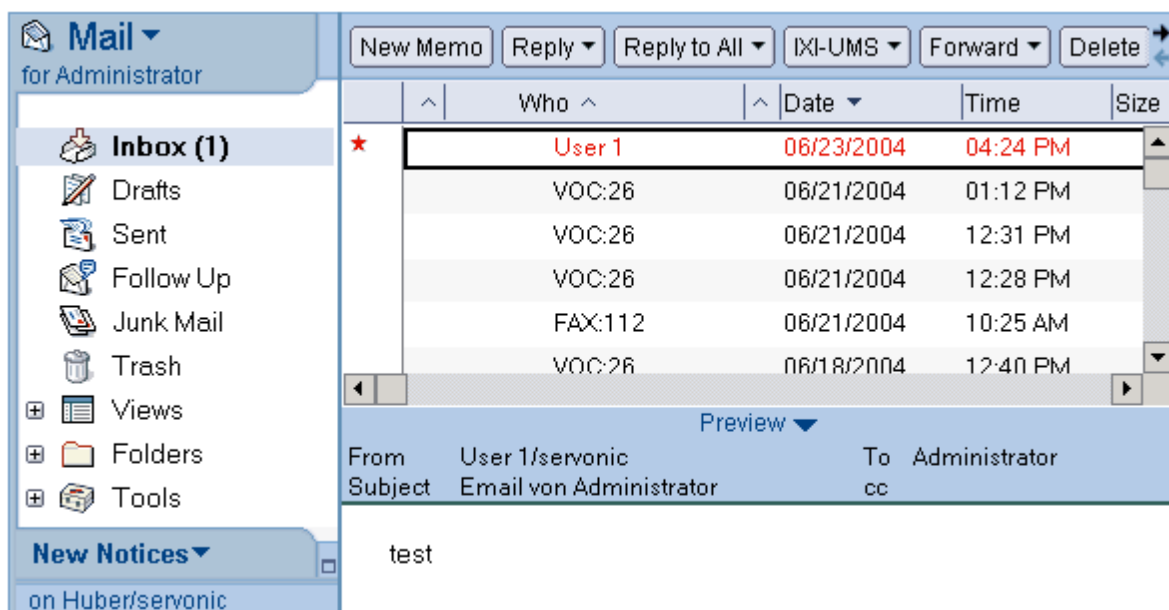 Mail
for Administrator
Inbox (1)
Drafts
Sent
Follow Up
Junk Mail
Trash
Views
Folders
Tools
New Notices
on Huber/servonic
New Memo Reply Reply to All IXI-UMS Forward Delete
Who Date Time Size
User 1 06/23/2004 04:24 PM
VOC:26 06/21/2004 01:12 PM
VOC:26 06/21/2004 12:31 PM
VOC:26 06/21/2004 12:28 PM
FAX:112 06/21/2004 10:25 AM
VOC:26 06/18/2004 12:40 PM
Preview
From User 1/servonic To Administrator
Subject Email von Administrator cc
test